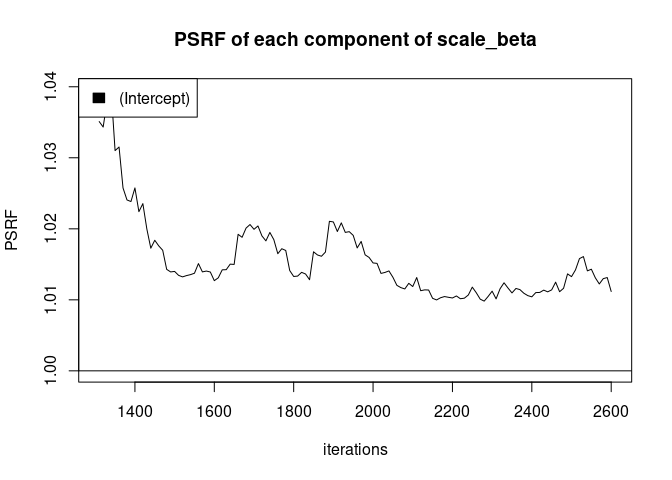 PSRF of each component of scale_beta
(Intercept)
PSRF
1.04
1.03
1.02
1.01
1.00
1400 1600 1800 2000 2200 2400 2600
iterations